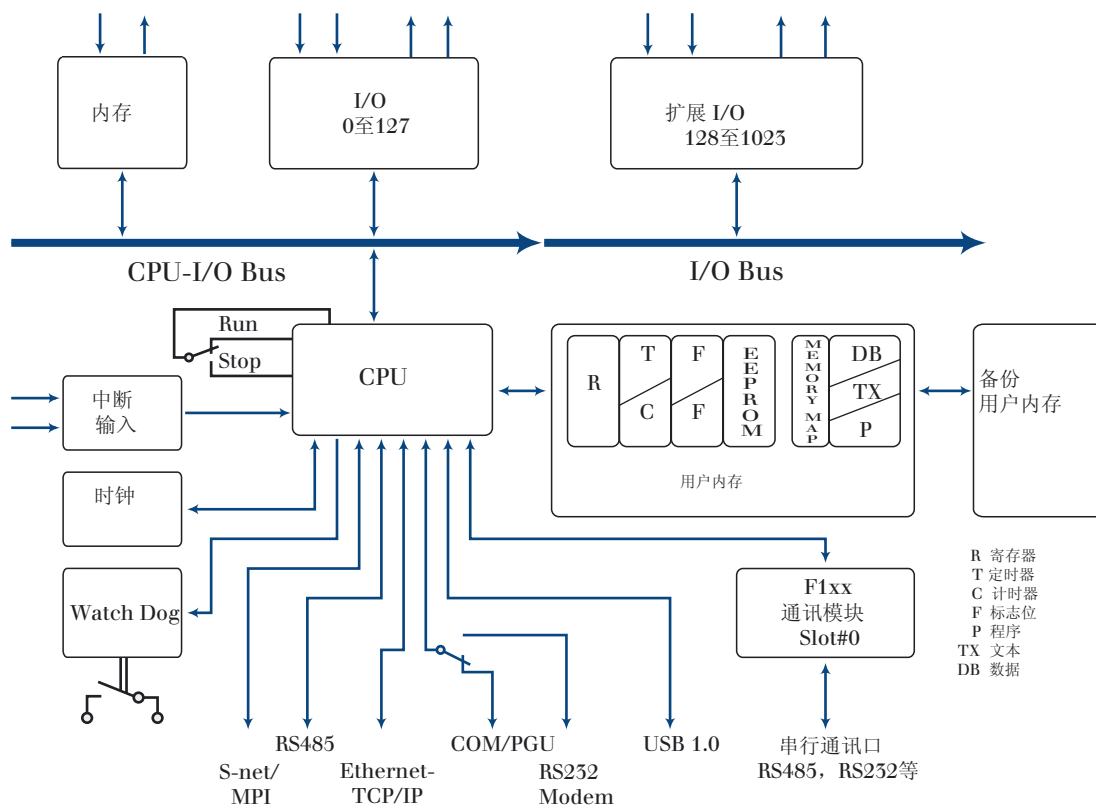 内存
I/O
0至127
扩展 I/O
128至1023
CPU-I/O Bus
I/O Bus
Run
Stop
CPU
中断
输入
时钟
Watch Dog
R
T
C
F
F
EEPROM
MEMORY MAP
DB
TX
P
用户内存
备份
用户内存
R 寄存器
T 定时器
C 计时器
F 标志位
P 程序
TX 文本
DB 数据
F1xx
通讯模块
Slot#0
S-net/
MPI
RS485
Ethernet-
TCP/IP
COM/PGU
RS232
Modem
USB 1.0
串行通讯口
RS485，RS232等